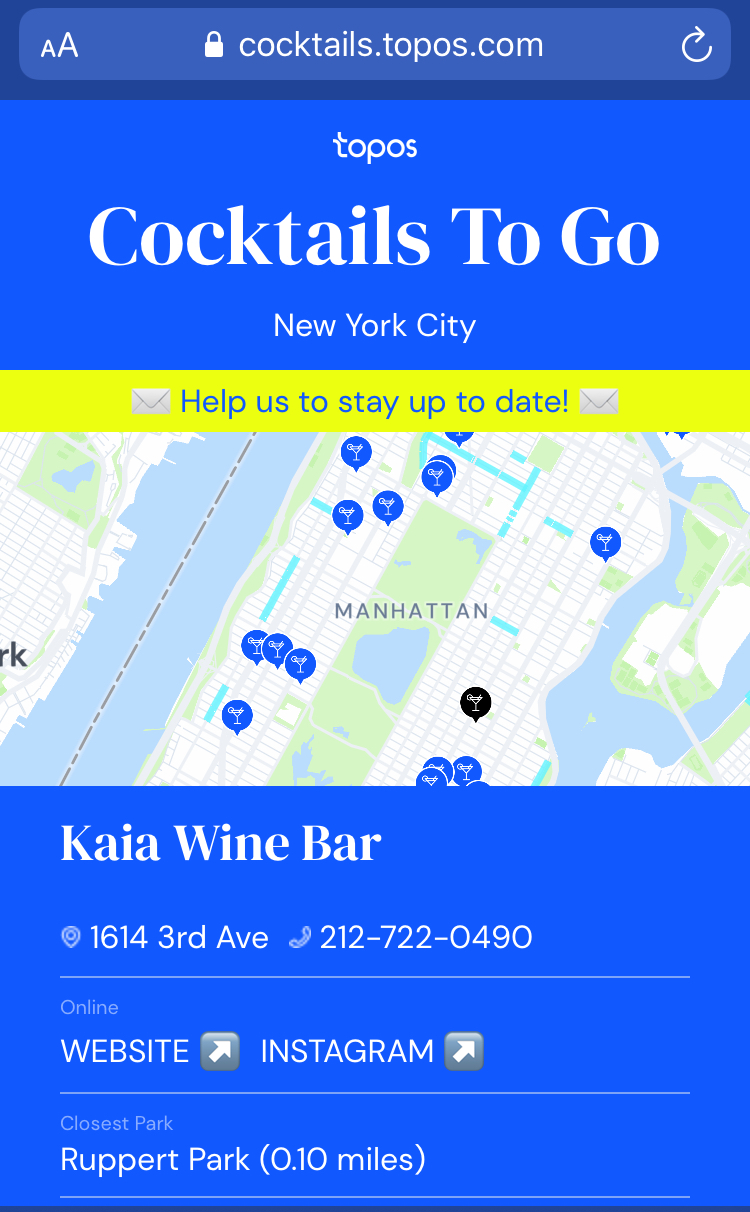 AA cocktails.topos.com
topos
Cocktails To Go
New York City
Help us to stay up to date!
MANHATTAN
rk
Kaia Wine Bar
1614 3rd Ave 212-722-0490
Online
WEBSITE INSTAGRAM
Closest Park
Ruppert Park (0.10 miles)